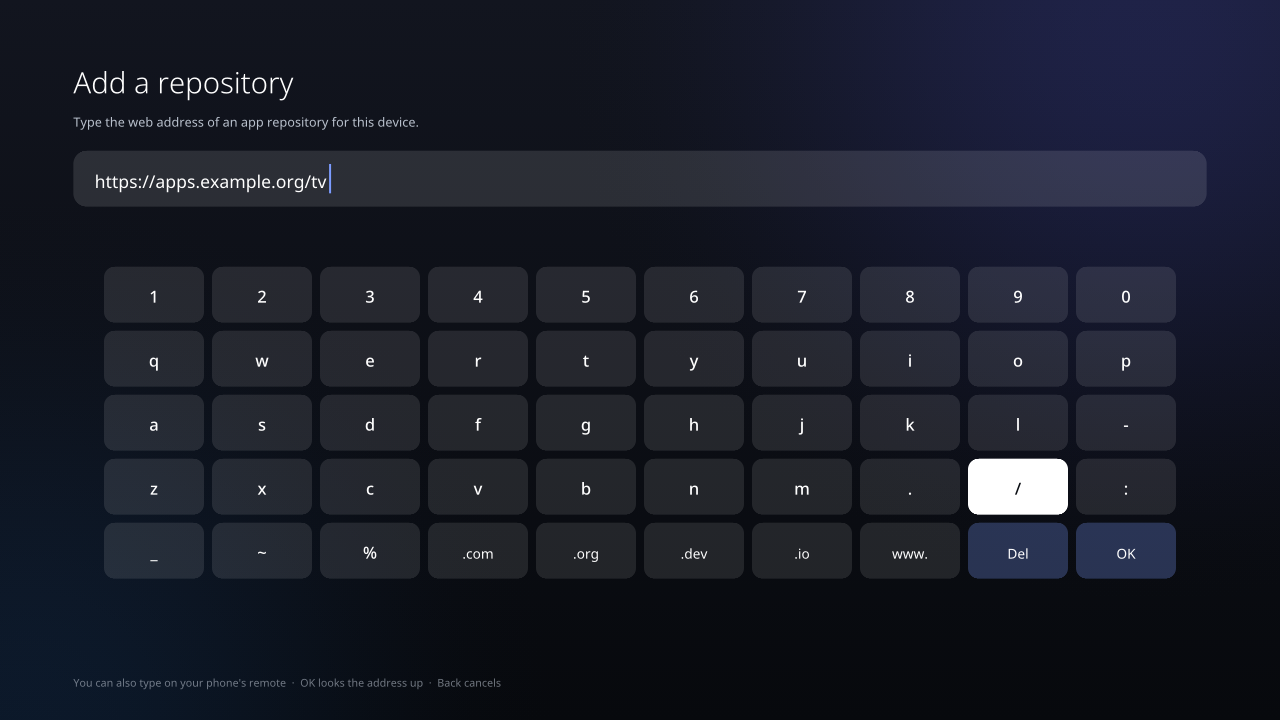 Add a repository
Type the web address of an app repository for this device.
https://apps.example.org/tv
1 2 3 4 5 6 7 8 9 0
q w e r t y u i o p
a s d f g h j k l -
z x c v b n m . / :
_ ~ % .com .org .dev .io www. Del OK
You can also type on your phone's remote · OK looks the address up · Back cancels